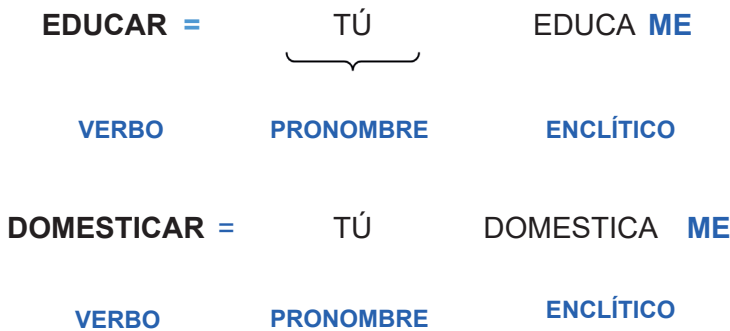 EDUCAR = TÚ EDUCA ME
VERBO PRONOMBRE ENCLÍTICO
DOMESTICAR = TÚ DOMESTICA ME
VERBO PRONOMBRE ENCLÍTICO